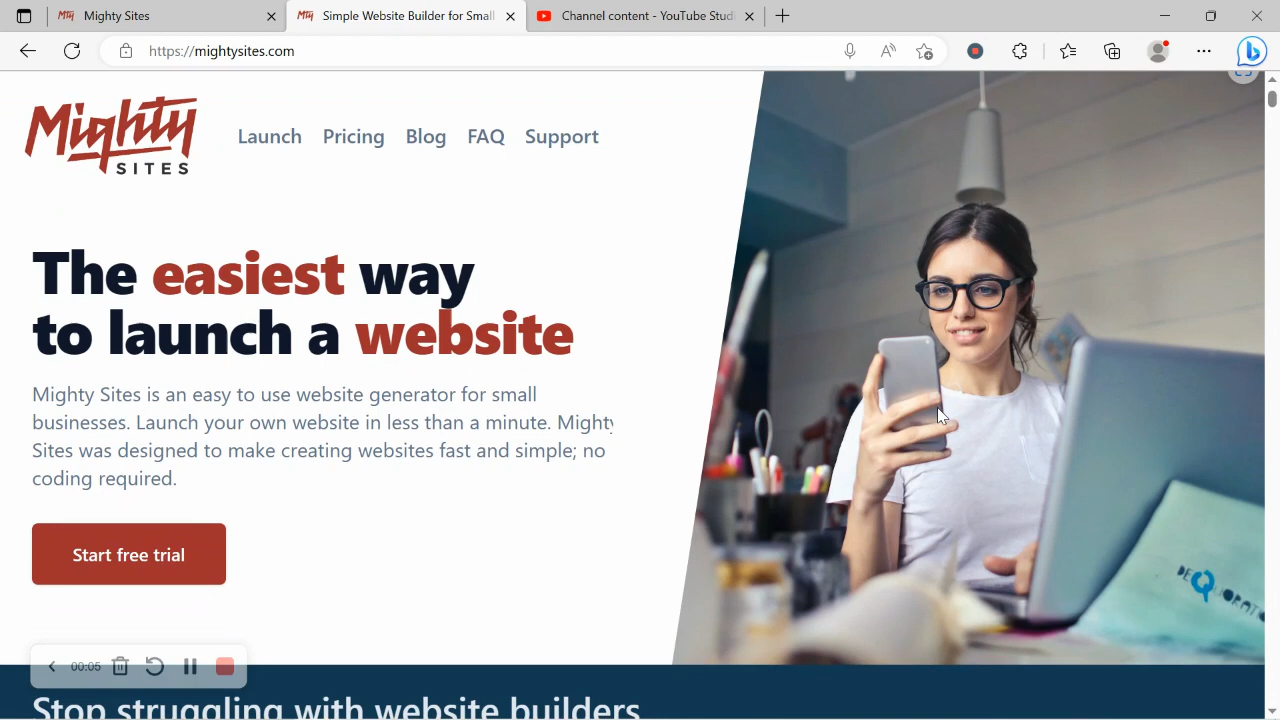 Mighty Sites
Simple Website Builder for Small
Channel content - YouTube Stud
https://mightysites.com
Mighty
SITES
Launch
Pricing
Blog
FAQ
Support
The easiest way
to launch a website
Mighty Sites is an easy to use website generator for small
businesses. Launch your own website in less than a minute. Mighty
Sites was designed to make creating websites fast and simple; no
coding required.
Start free trial
DEQUORATI
00:05
Stop struggling with website builders